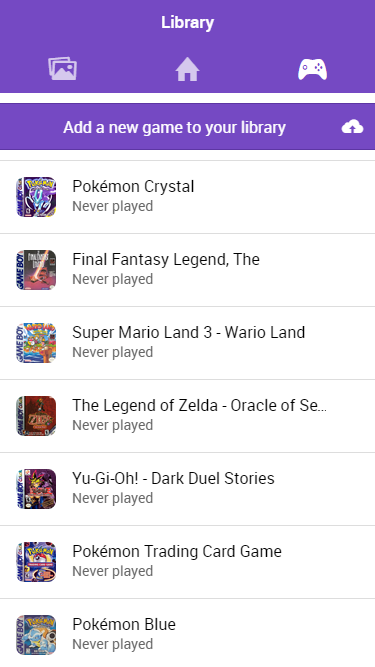 Library
Add a new game to your library
Pokémon Crystal
Never played
Final Fantasy Legend, The
Never played
Super Mario Land 3 - Wario Land
Never played
The Legend of Zelda - Oracle of Se...
Never played
Yu-Gi-Oh! - Dark Duel Stories
Never played
Pokémon Trading Card Game
Never played
Pokémon Blue
Never played